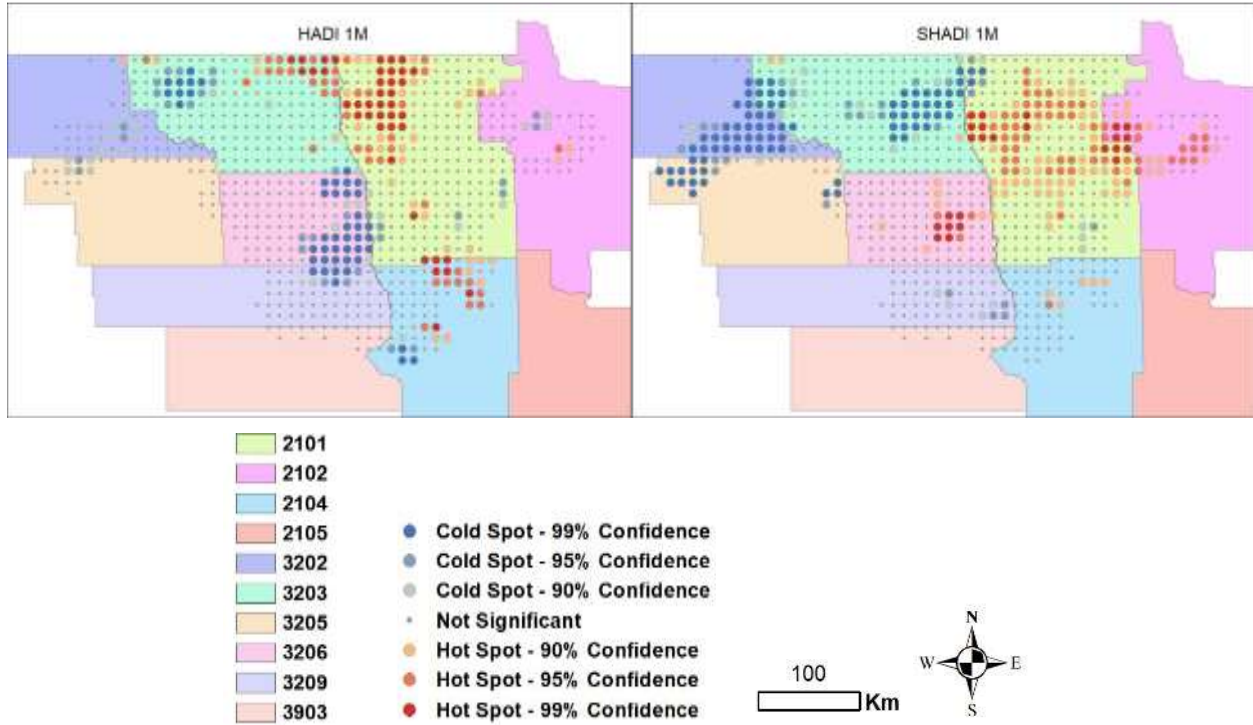 HADI 1M
SHADI 1M
2101
2102
2104
2105
3202
3203
3205
3206
3209
3903
Cold Spot - 99% Confidence
Cold Spot - 95% Confidence
Cold Spot - 90% Confidence
Not Significant
Hot Spot - 90% Confidence
Hot Spot - 95% Confidence
Hot Spot - 99% Confidence
100
Km
N
W E
S